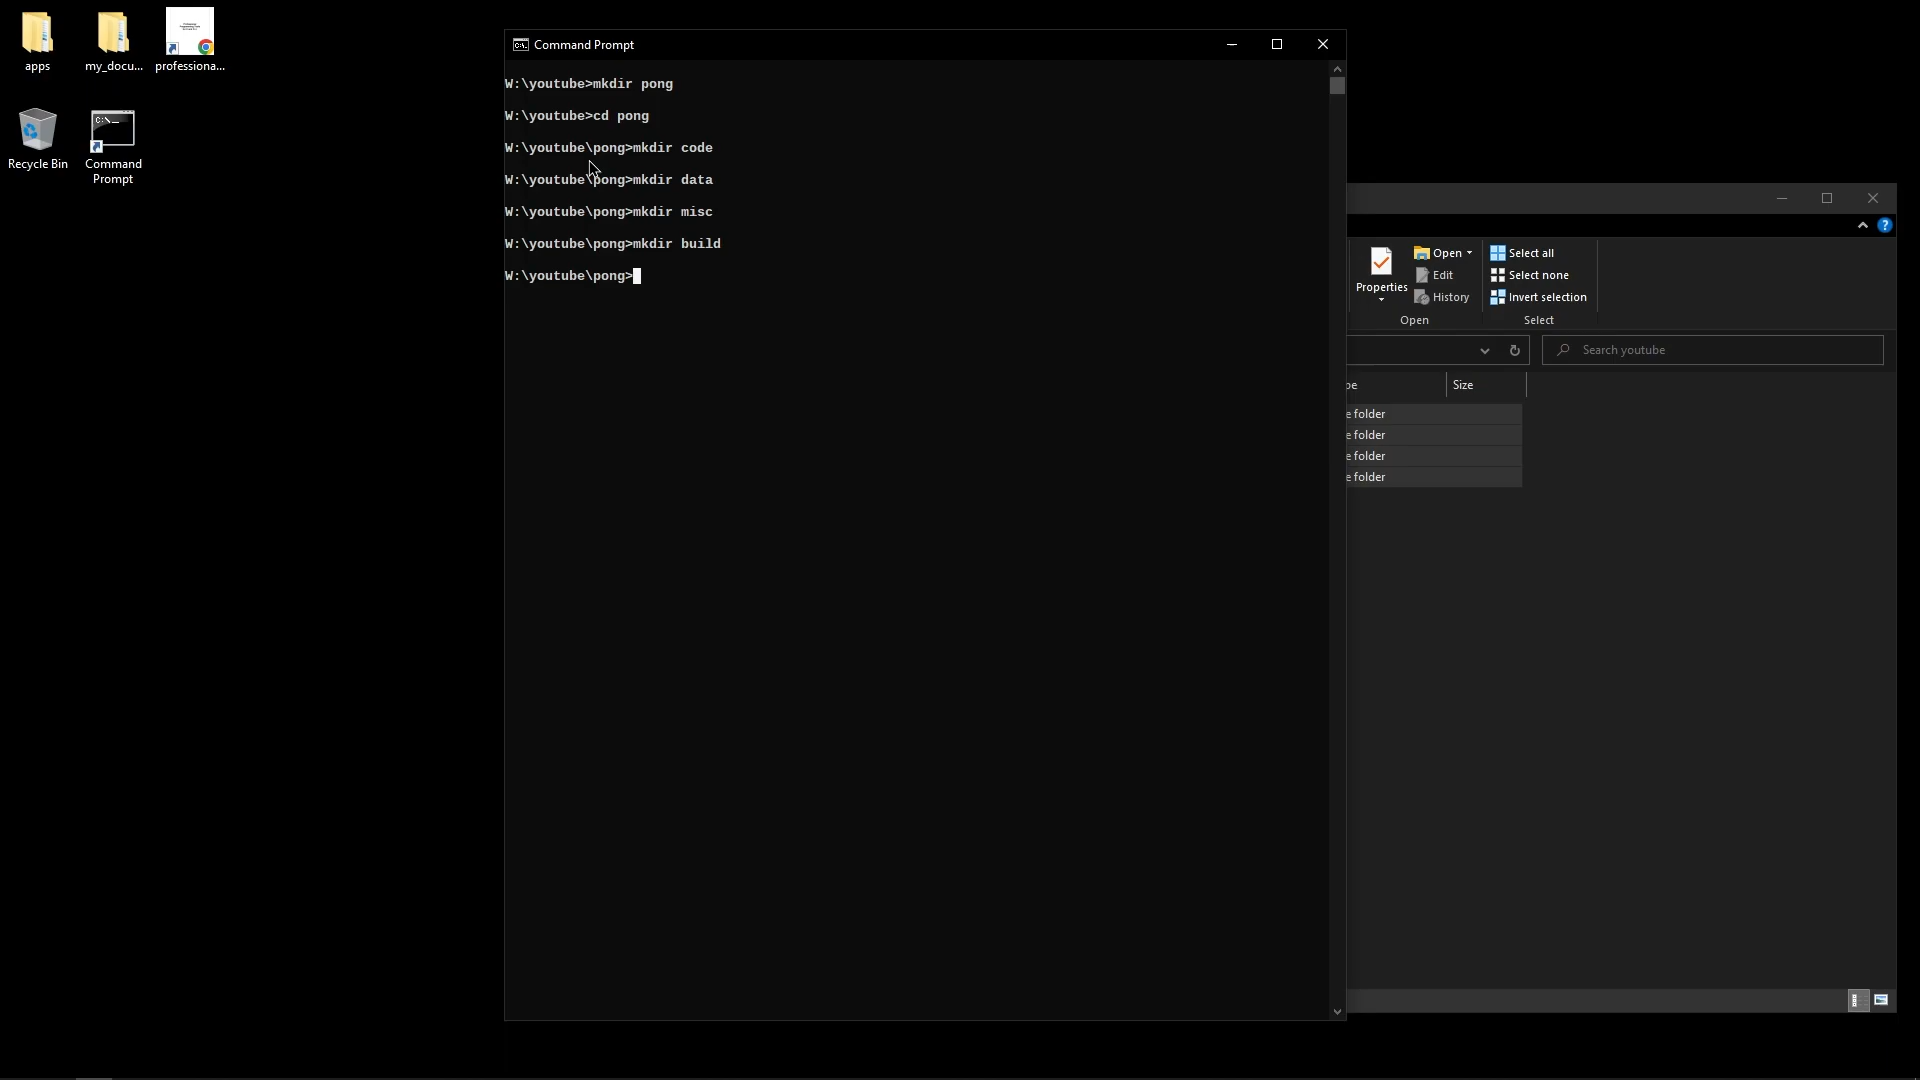 apps
my_docu...
professiona...
Recycle Bin
Command
Prompt
Command Prompt
W:\youtube>mkdir pong
W:\youtube>cd pong
W:\youtube\pong>mkdir code
W:\youtube\pong>mkdir data
W:\youtube\pong>mkdir misc
W:\youtube\pong>mkdir build
W:\youtube\pong>
Properties
Open
Edit
History
Open
Select all
Select none
Invert selection
Select
Search youtube
pe
Size
e folder
e folder
e folder
e folder